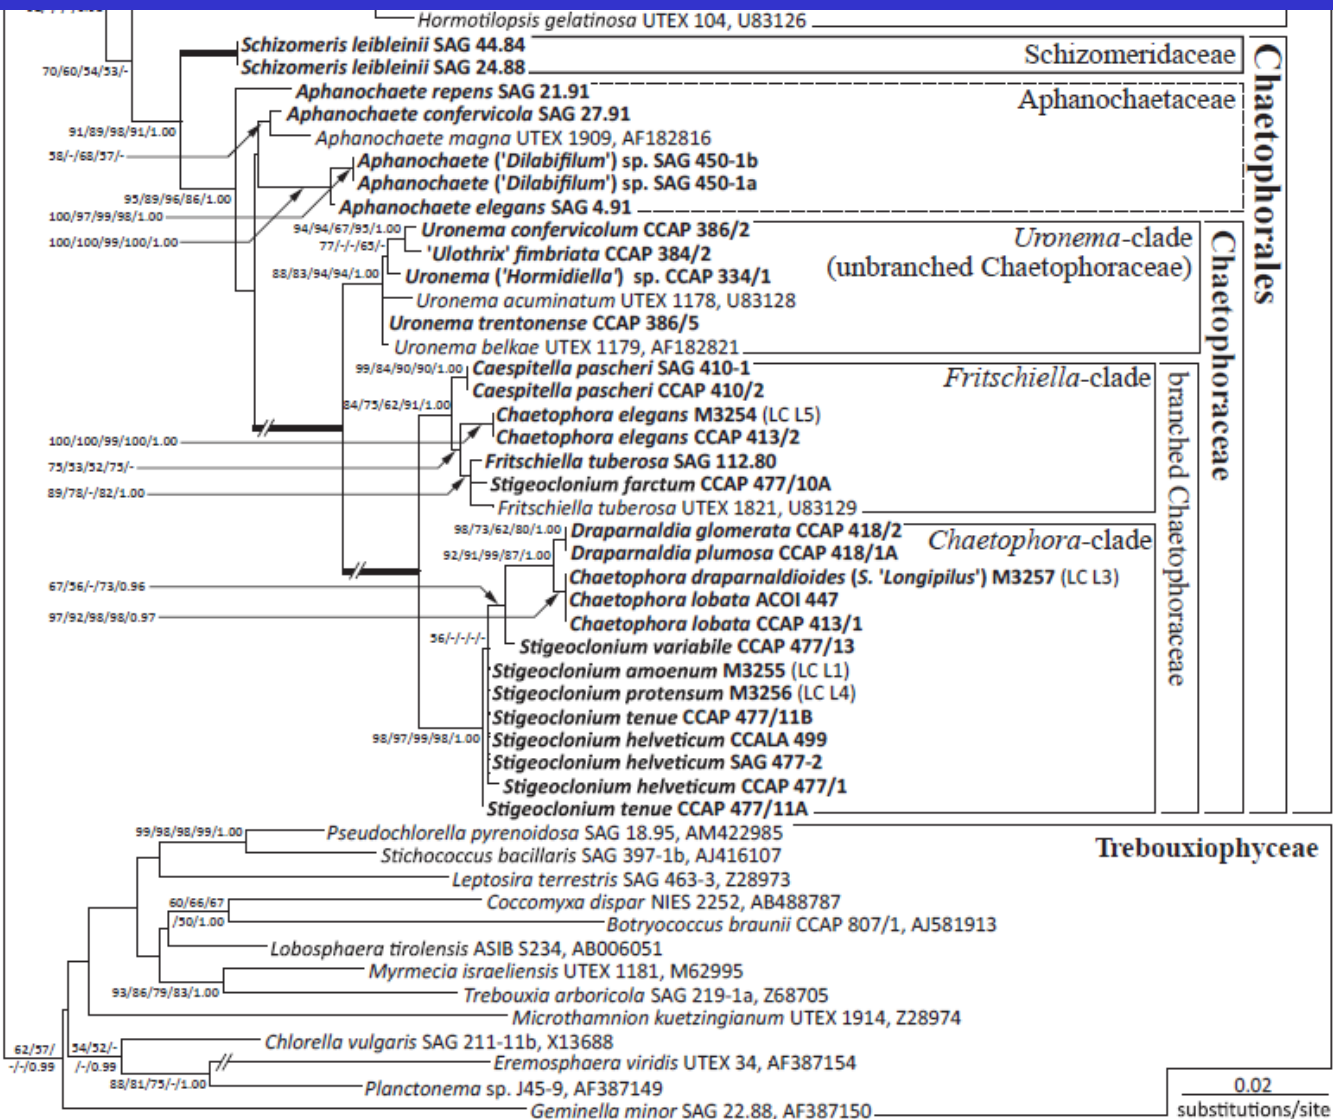 Hormotilopsis gelatinosa UTEX 104, U83126
Schizomeris leibleinii SAG 44.84
Schizomeridaceae
Schizomeris leibleinii SAG 24.88
70/60/54/53/-
Aphanochaete repens SAG 21.91
Aphanochaetaceae
Aphanochaete confervicola SAG 27.91
91/89/98/91/1.00
Aphanochaete magna UTEX 1909, AF182816
58/-/68/57/-
Aphanochaete ('Dilabifilum') sp. SAG 450-1b
Aphanochaete ('Dilabifilum') sp. SAG 450-1a
95/89/96/86/1.00
Aphanochaete elegans SAG 4.91
100/97/99/98/1.00
100/100/99/100/1.00
Chaetophorales
94/94/67/95/1.00
Uronema confervicolum CCAP 386/2
Uronema-clade
77/-/-/65/-
'Ulothrix' fimbriata CCAP 384/2
(unbranched Chaetophoraceae)
88/83/94/94/1.00
Uronema ('Hormidiella') sp. CCAP 334/1
Uronema acuminatum UTEX 1178, U83128
Uronema trentonense CCAP 386/5
Uronema belkae UTEX 1179, AF182821
Chaetophoraceae
99/84/90/90/1.00
Caespitella pascheri SAG 410-1
Fritschiella-clade
Caespitella pascheri CCAP 410/2
84/75/62/91/1.00
Chaetophora elegans M3254 (LC L5)
100/100/99/100/1.00
Chaetophora elegans CCAP 413/2
75/53/52/75/-
Fritschiella tuberosa SAG 112.80
89/78/-/82/1.00
Stigeoclonium farctum CCAP 477/10A
Fritschiella tuberosa UTEX 1821, U83129
branched Chaetophoraceae
98/73/62/80/1.00
Draparnaldia glomerata CCAP 418/2
Chaetophora-clade
92/91/99/87/1.00
Draparnaldia plumosa CCAP 418/1A
67/56/-/73/0.96
Chaetophora draparnaldioides (S. 'Longipilus') M3257 (LC L3)
Chaetophora lobata ACOI 447
97/92/98/98/0.97
Chaetophora lobata CCAP 413/1
56/-/-/-/-
Stigeoclonium variabile CCAP 477/13
Stigeoclonium amoenum M3255 (LC L1)
Stigeoclonium protensum M3256 (LC L4)
Stigeoclonium tenue CCAP 477/11B
98/97/99/98/1.00
Stigeoclonium helveticum CCALA 499
Stigeoclonium helveticum SAG 477-2
Stigeoclonium helveticum CCAP 477/1
Stigeoclonium tenue CCAP 477/11A
99/98/98/99/1.00
Pseudochlorella pyrenoidosa SAG 18.95, AM422985
Trebouxiophyceae
Stichococcus bacillaris SAG 397-1b, AJ416107
Leptosira terrestris SAG 463-3, Z28973
60/66/67
/50/1.00
Coccomyxa dispar NIES 2252, AB488787
Botryococcus braunii CCAP 807/1, AJ581913
Lobosphaera tirolensis ASIB S234, AB006051
Myrmecia israeliensis UTEX 1181, M62995
93/86/79/83/1.00
Trebouxia arboricola SAG 219-1a, Z68705
Microthamnion kuetzingianum UTEX 1914, Z28974
Chlorella vulgaris SAG 211-11b, X13688
62/57/
-/-/0.99
54/52/-
/-/0.99
Eremosphaera viridis UTEX 34, AF387154
88/81/75/-/1.00
Planctonema sp. J45-9, AF387149
Geminella minor SAG 22.88, AF387150
0.02
substitutions/site